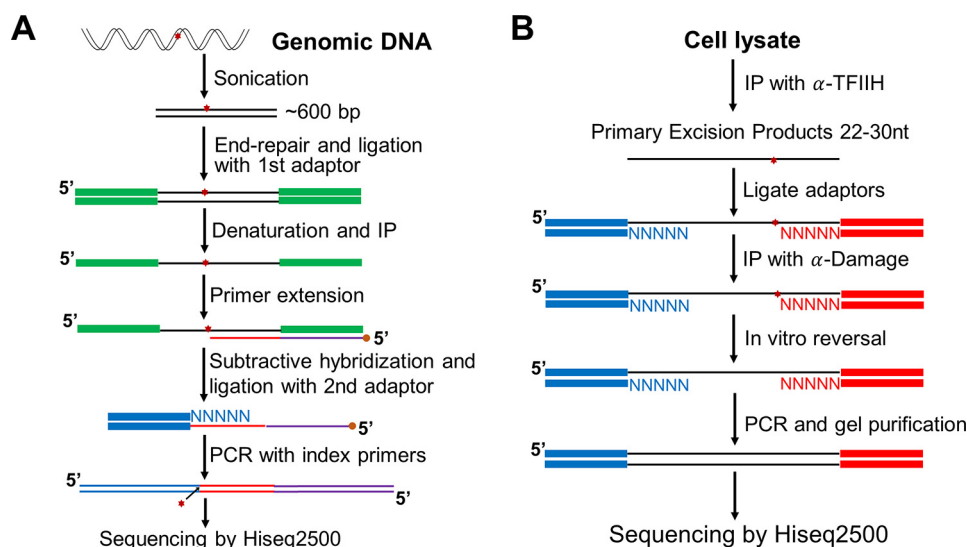 A
Genomic DNA
Sonication
~600 bp
End-repair and ligation
with 1st adaptor
5’
Denaturation and IP
5’
Primer extension
5’
5’
Subtractive hybridization and
ligation with 2nd adaptor
NNNNN
5’
PCR with index primers
5’
5’
Sequencing by Hiseq2500
B
Cell lysate
IP with α-TFIIH
Primary Excision Products 22-30nt
Ligate adaptors
5’
NNNNN NNNNN
IP with α-Damage
5’
NNNNN NNNNN
In vitro reversal
5’
NNNNN NNNNN
PCR and gel purification
5’
Sequencing by Hiseq2500